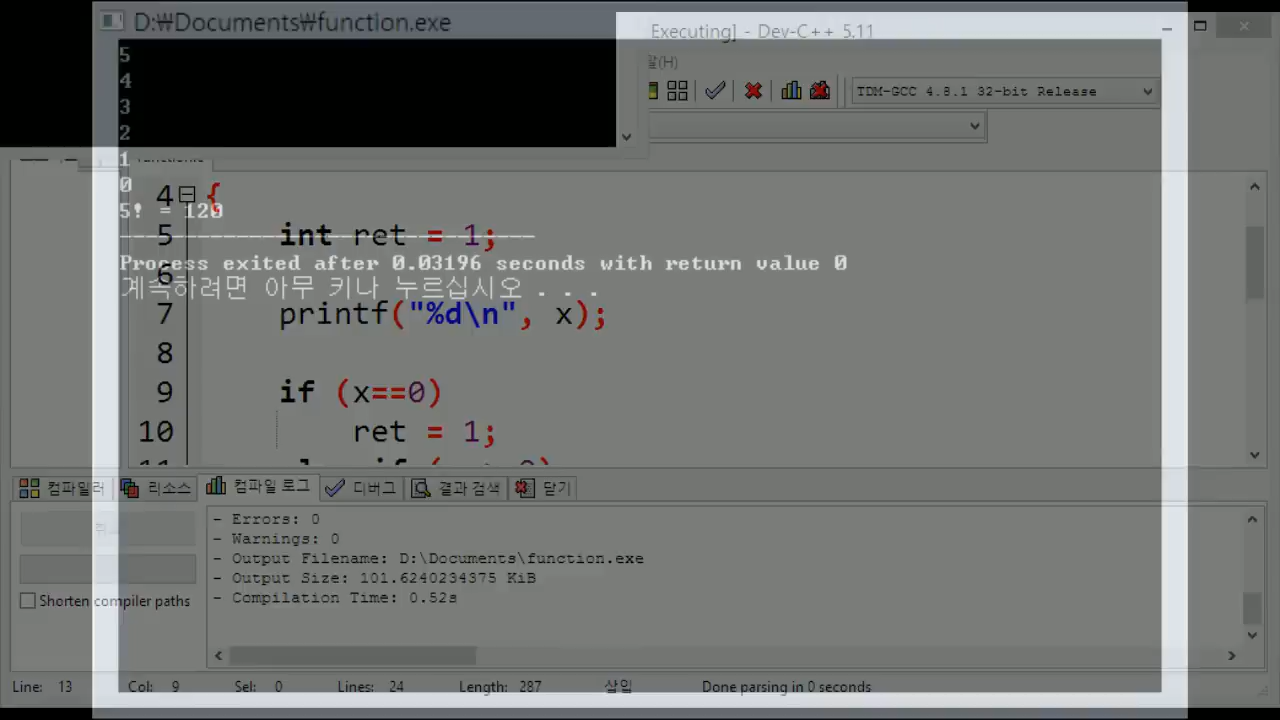 D:₩Documents₩function.exe
Executing] - Dev-C++ 5.11
말(H)
TDM-GCC 4.8.1 32-bit Release
5
4
3
2
1
0
5! = 120
--------------------------------
Process exited after 0.03196 seconds with return value 0
계속하려면 아무 키나 누르십시오 . . .
4 {
5 int ret = 1;
6
7 printf("%d\n", x);
8
9 if (x==0)
10 ret = 1;
컴파일러 리소스 컴파일 로그 디버그 결과 검색 닫기
- Errors: 0
- Warnings: 0
- Output Filename: D:\Documents\function.exe
- Output Size: 101.6240234375 KiB
- Compilation Time: 0.52s
Shorten compiler paths
Line: 13 Col: 9 Sel: 0 Lines: 24 Length: 287 삽입 Done parsing in 0 seconds